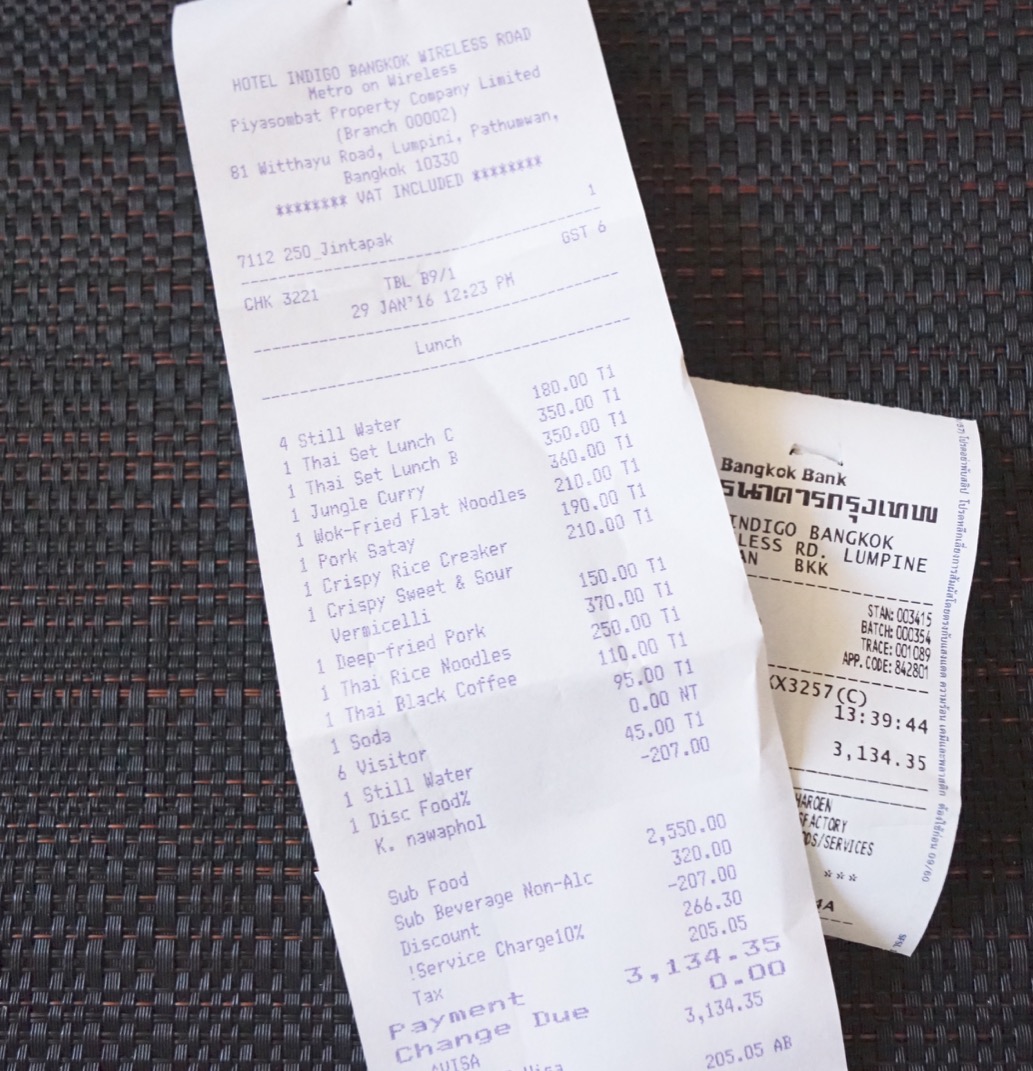 HOTEL INDIGO BANGKOK WIRELESS ROAD
Metro on Wireless
Piyasombat Property Company Limited
(Branch 00002)
81 Witthayu Road, Lumpini, Pathumwan,
Bangkok 10330
******** VAT INCLUDED ********
7112 250_Jintapak 1
CHK 3221 TBL B9/1 GST 6
29 JAN'16 12:23 PM
Lunch
4 Still Water 180.00 T1
1 Thai Set Lunch C 350.00 T1
1 Thai Set Lunch B 350.00 T1
1 Jungle Curry 360.00 T1
1 Wok-Fried Flat Noodles 210.00 T1
1 Pork Satay 190.00 T1
1 Crispy Rice Creaker 210.00 T1
1 Crispy Sweet & Sour
Vermicelli 150.00 T1
1 Deep-fried Pork 370.00 T1
1 Thai Rice Noodles 250.00 T1
1 Thai Black Coffee 110.00 T1
1 Soda 95.00 T1
6 Visitor 0.00 NT
1 Still Water 45.00 T1
1 Disc Food% -207.00
K. nawaphol
Sub Food 2,550.00
Sub Beverage Non-Alc 320.00
Discount -207.00
!Service Charge10% 266.30
Tax 205.05
Payment 3,134.35
Change Due 0.00
VISA 3,134.35
205.05 AB
Bangkok Bank
ธนาคารกรุงเทพ
INDIGO BANGKOK
LESS RD. LUMPINE
AN BKK
STAN: 003415
BATCH: 000354
TRACE: 001089
APP. CODE: 842801
XX3257(C)
13:39:44
3,134.35
HAROEN
SFACTORY
ODS/SERVICES
***